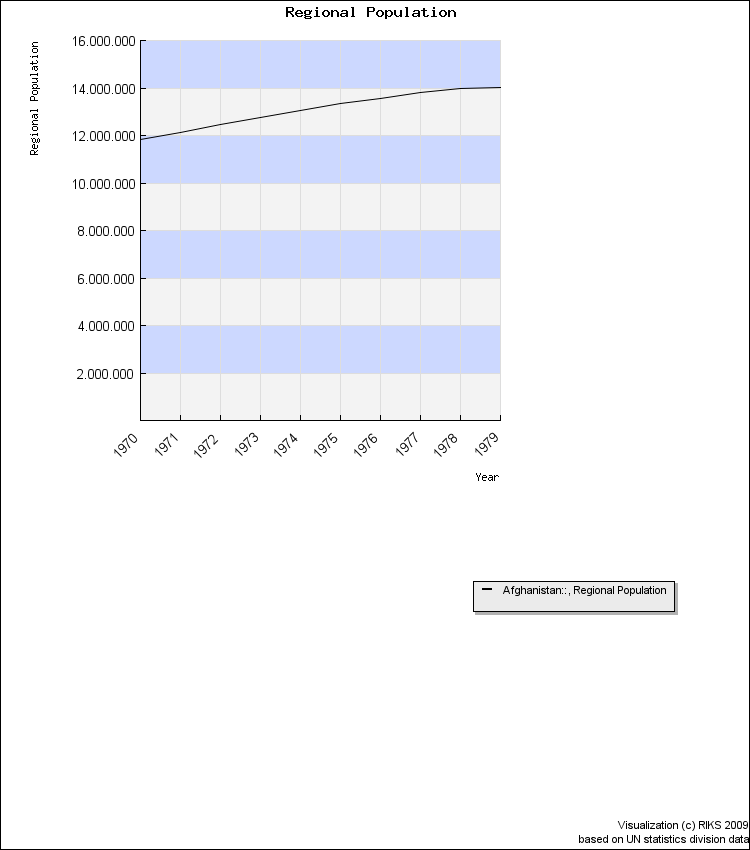 Regional Population
Regional Population
16.000.000
14.000.000
12.000.000
10.000.000
8.000.000
6.000.000
4.000.000
2.000.000
1970 1971 1972 1973 1974 1975 1976 1977 1978 1979
Year
Afghanistan::, Regional Population
Visualization (c) RIKS 2009
based on UN statistics division data